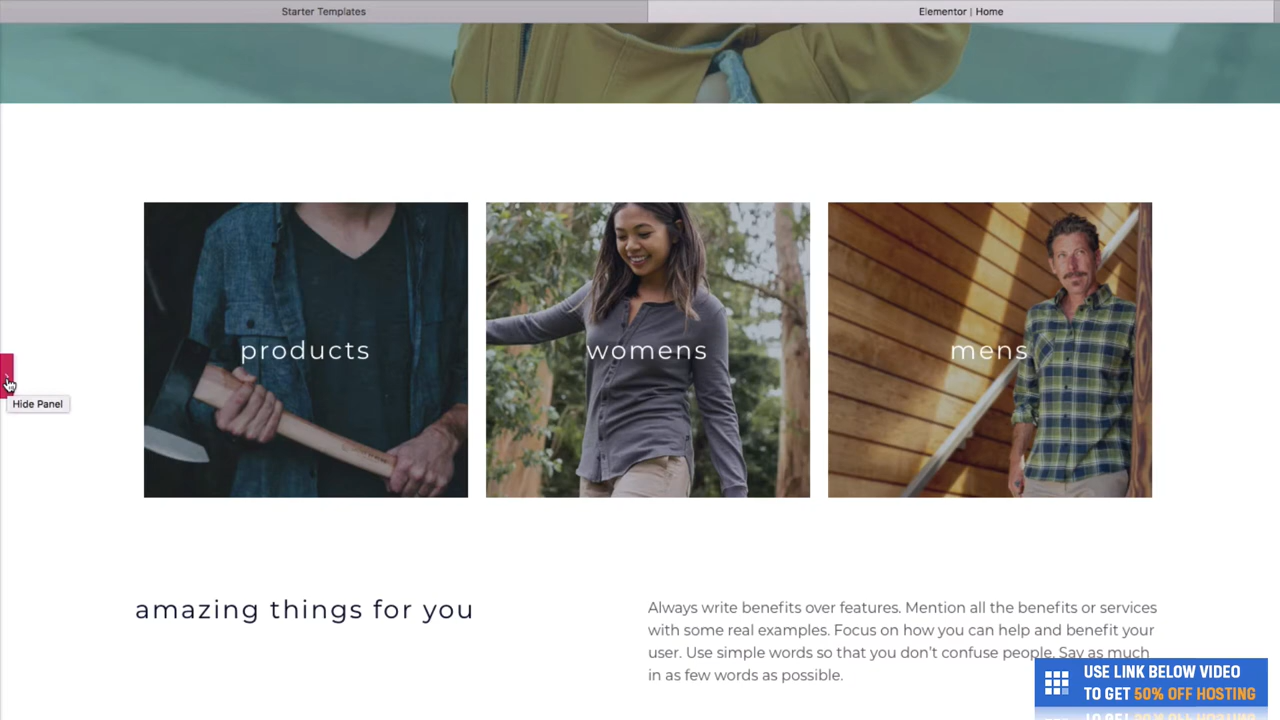 Starter Templates
Elementor | Home
products
womens
mens
Hide Panel
amazing things for you
Always write benefits over features. Mention all the benefits or services
with some real examples. Focus on how you can help and benefit your
user. Use simple words so that you don't confuse people. Say as much
in as few words as possible.
USE LINK BELOW VIDEO
TO GET 50% OFF HOSTING